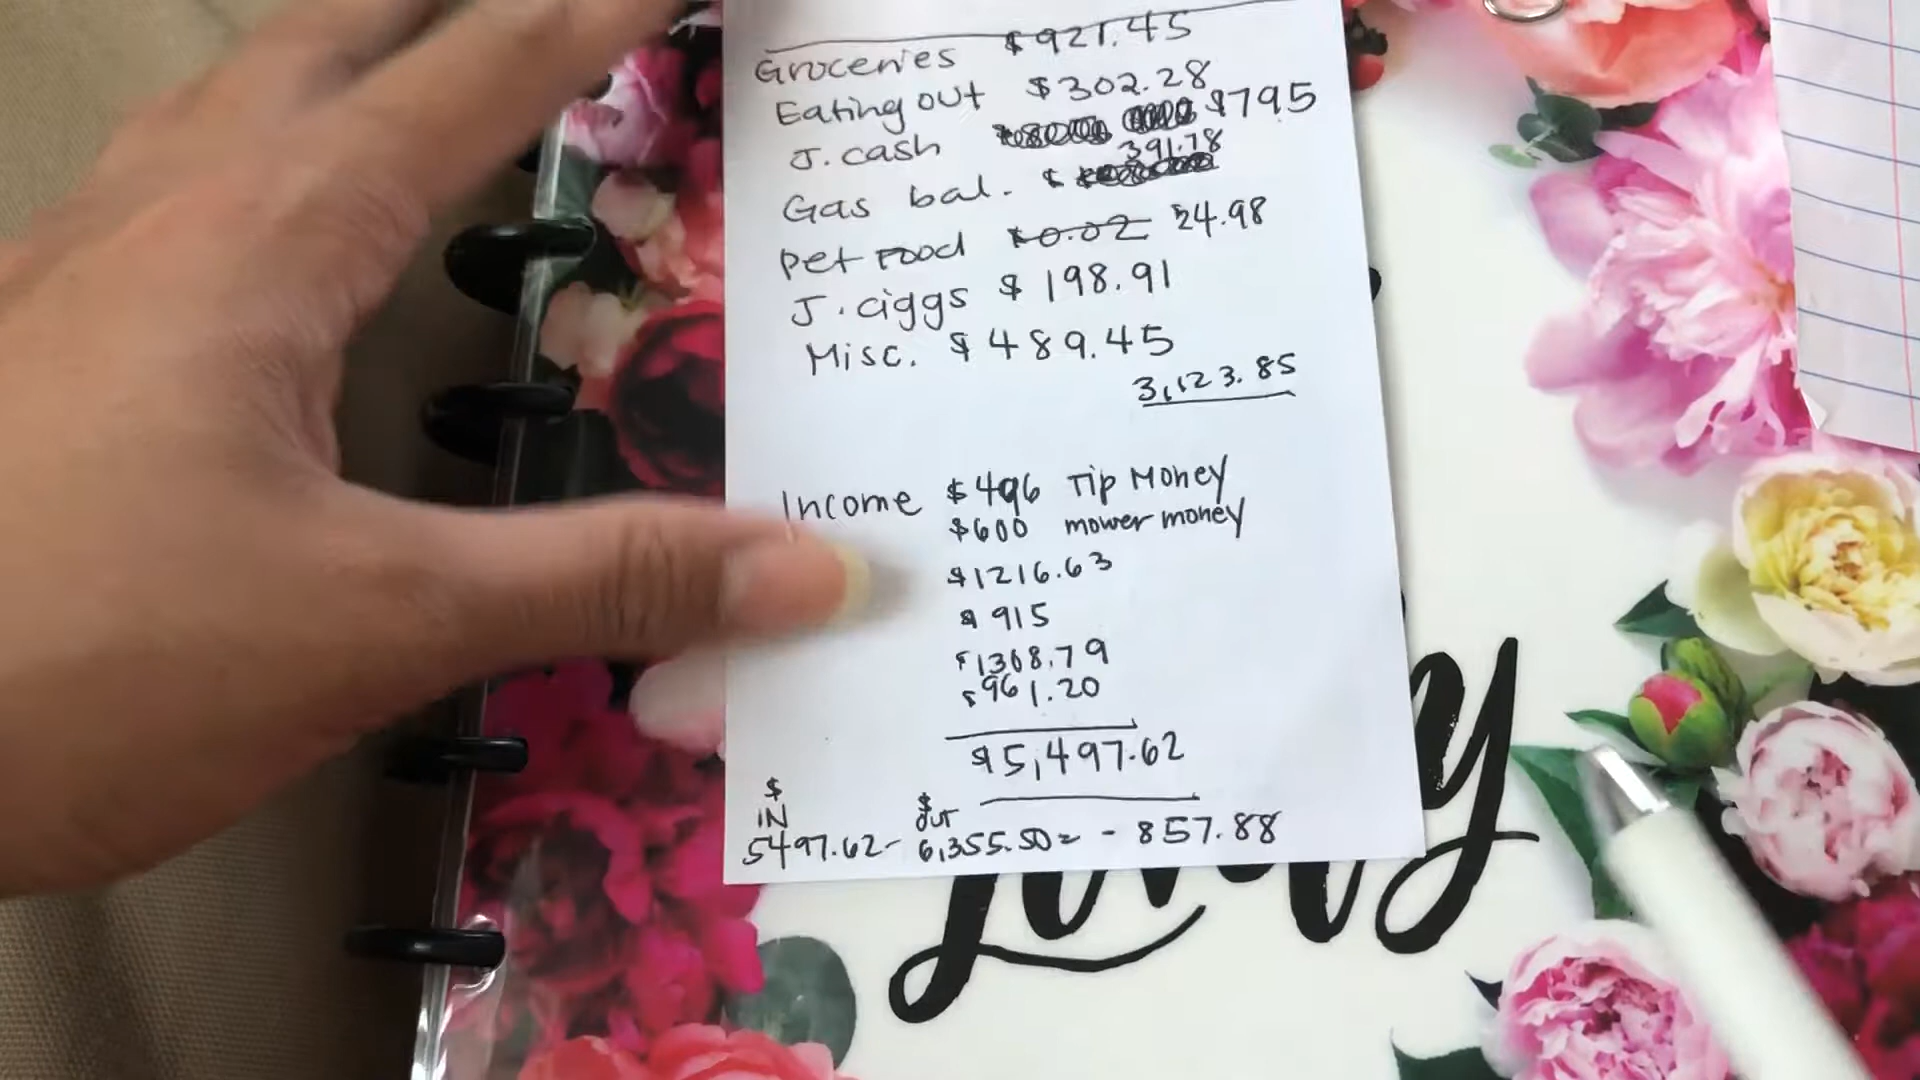 Groceries $921.45
Eating out $302.28
J. cash $795
391.78
Gas bal. $
Pet Food $0.02 $24.98
J. ciggs $198.91
Misc. $489.45
3,123.85
Income $496 Tip Money
$600 mower money
$1216.63
$915
$1308.79
$961.20
$5,497.62
$ IN $ out
5497.62 - 6,355.50 = - 857.88